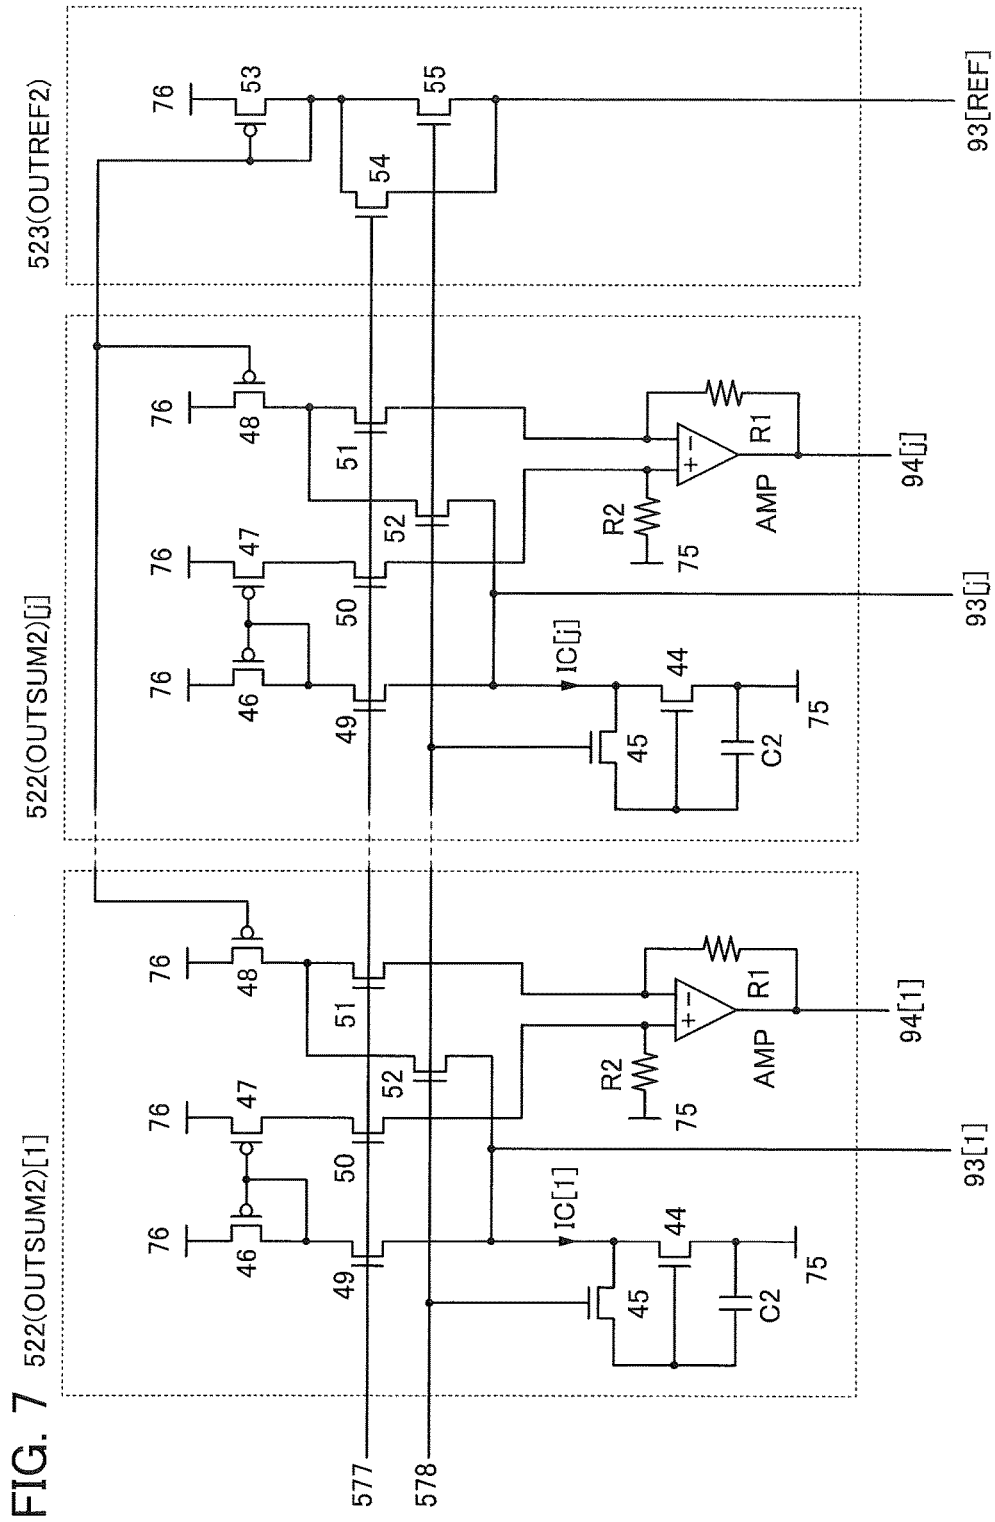 FIG. 7
522(OUTSUM2)[1]
522(OUTSUM2)[j]
523(OUTREF2)
76
76
76
76
76
76
76
46
47
48
46
47
48
53
49
50
51
49
50
51
54
577
52
52
55
578
IC[1]
IC[j]
45
44
R2
R1
45
44
R2
R1
C2
75
AMP
C2
75
AMP
75
75
94[1]
94[j]
93[1]
93[j]
93[REF]